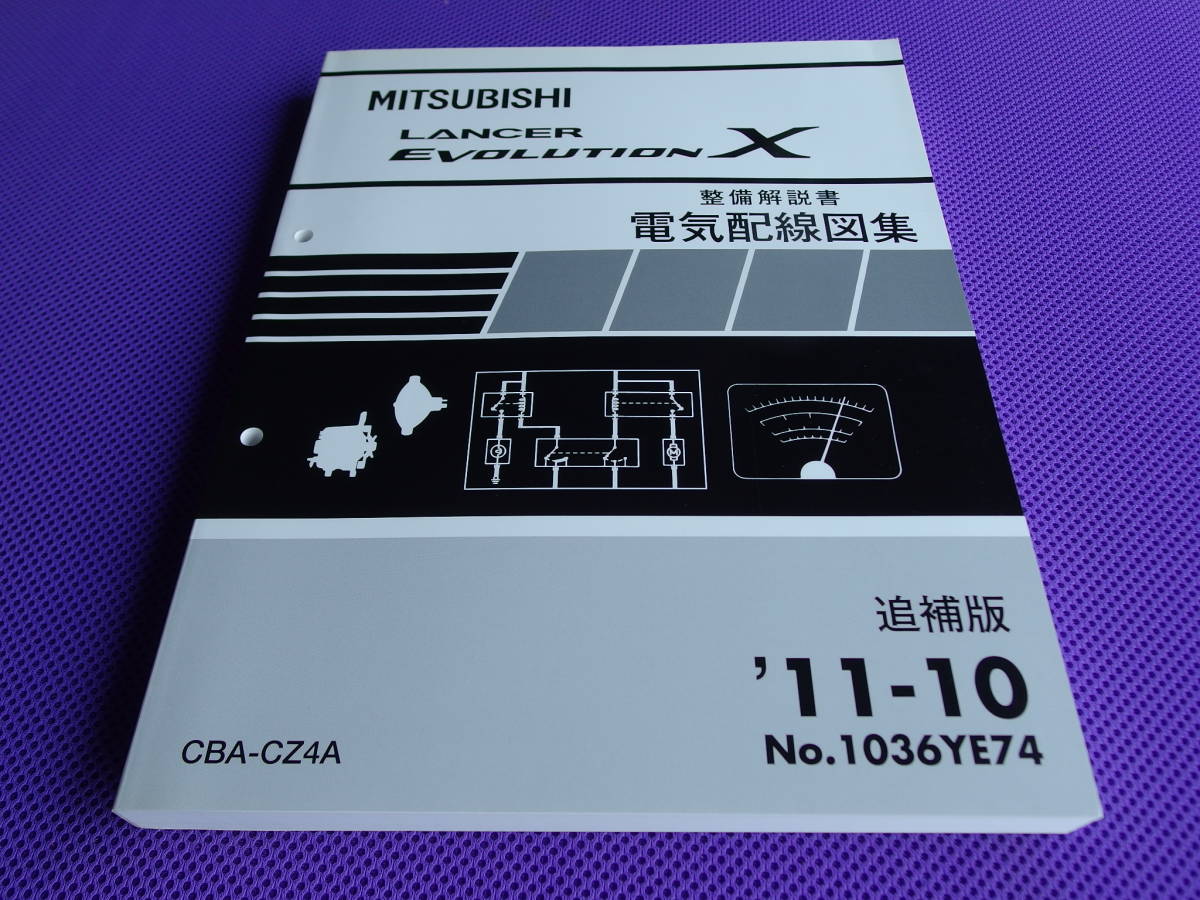 MITSUBISHI
LANCER
EVOLUTION X
整備解説書
電気配線図集
M
追補版
'11-10
CBA-CZ4A
No.1036YE74